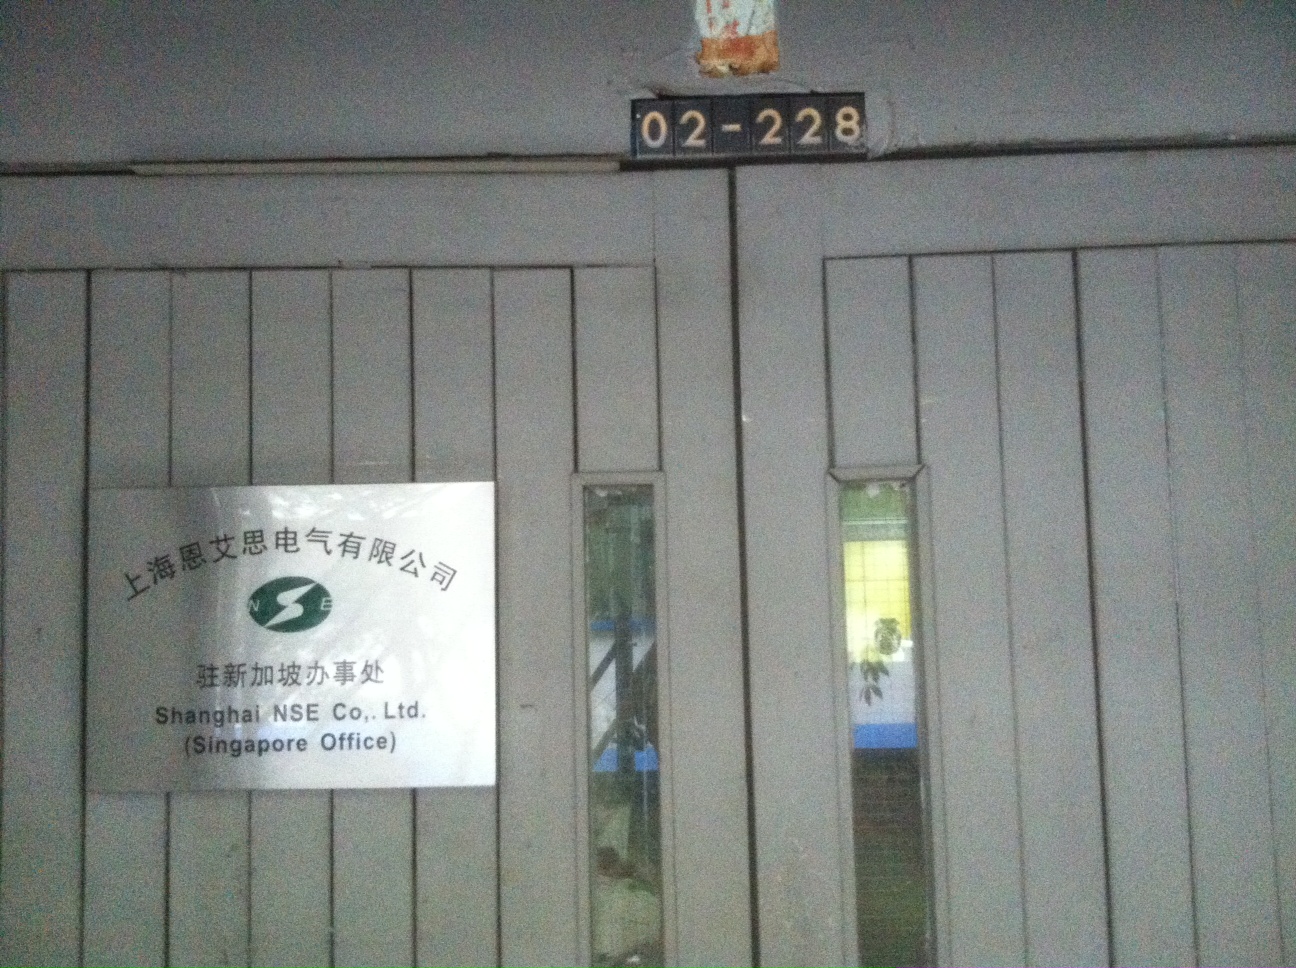 02-228
上海恩艾思电气有限公司
N S E
驻新加坡办事处
Shanghai NSE Co,. Ltd.
(Singapore Office)